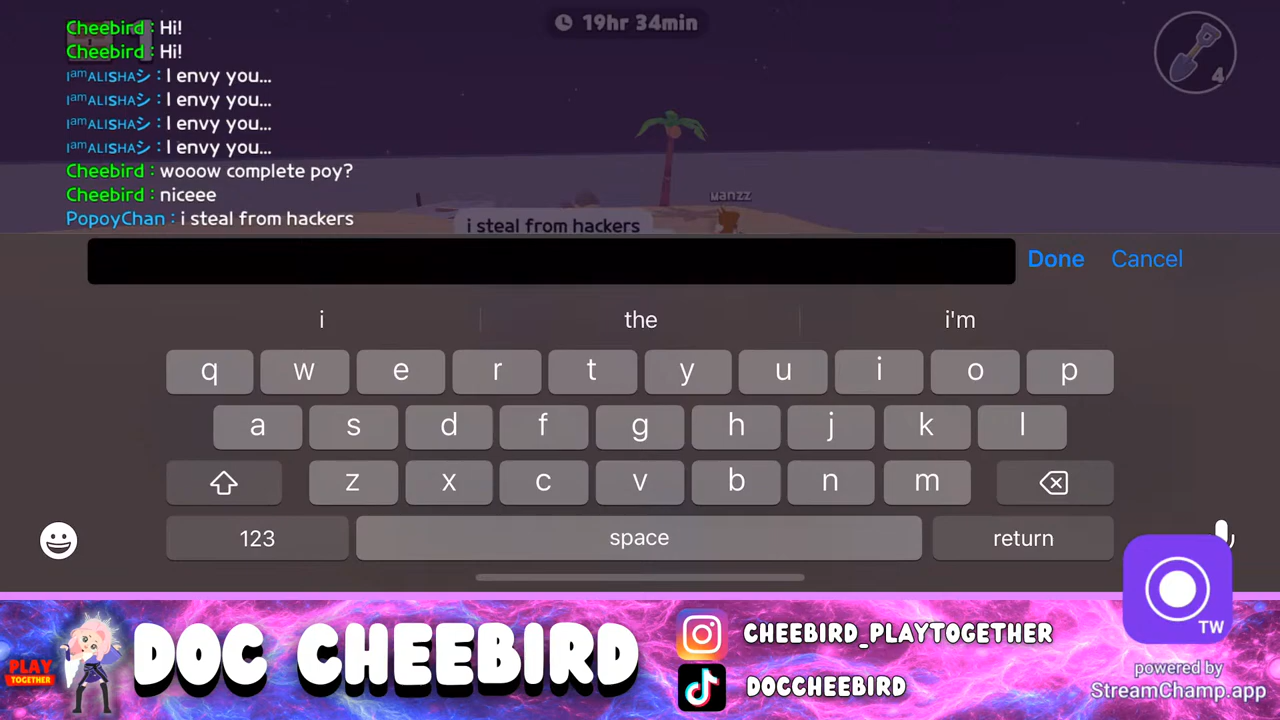 Cheebird : Hi!
19hr 34min
Cheebird : Hi!
4
IᵃᵐALISHAシ : I envy you...
IᵃᵐALISHAシ : I envy you...
IᵃᵐALISHAシ : I envy you...
IᵃᵐALISHAシ : I envy you...
Cheebird : wooow complete poy?
Cheebird : niceee
Manzz
PopoyChan : i steal from hackers
i steal from hackers
Done Cancel
i the i'm
q w e r t y u i o p
a s d f g h j k l
z x c v b n m
123 space return
TW
PLAY TOGETHER
DOC CHEEBIRD
CHEEBIRD_PLAYTOGETHER
DOCCHEEBIRD
powered by
StreamChamp.app